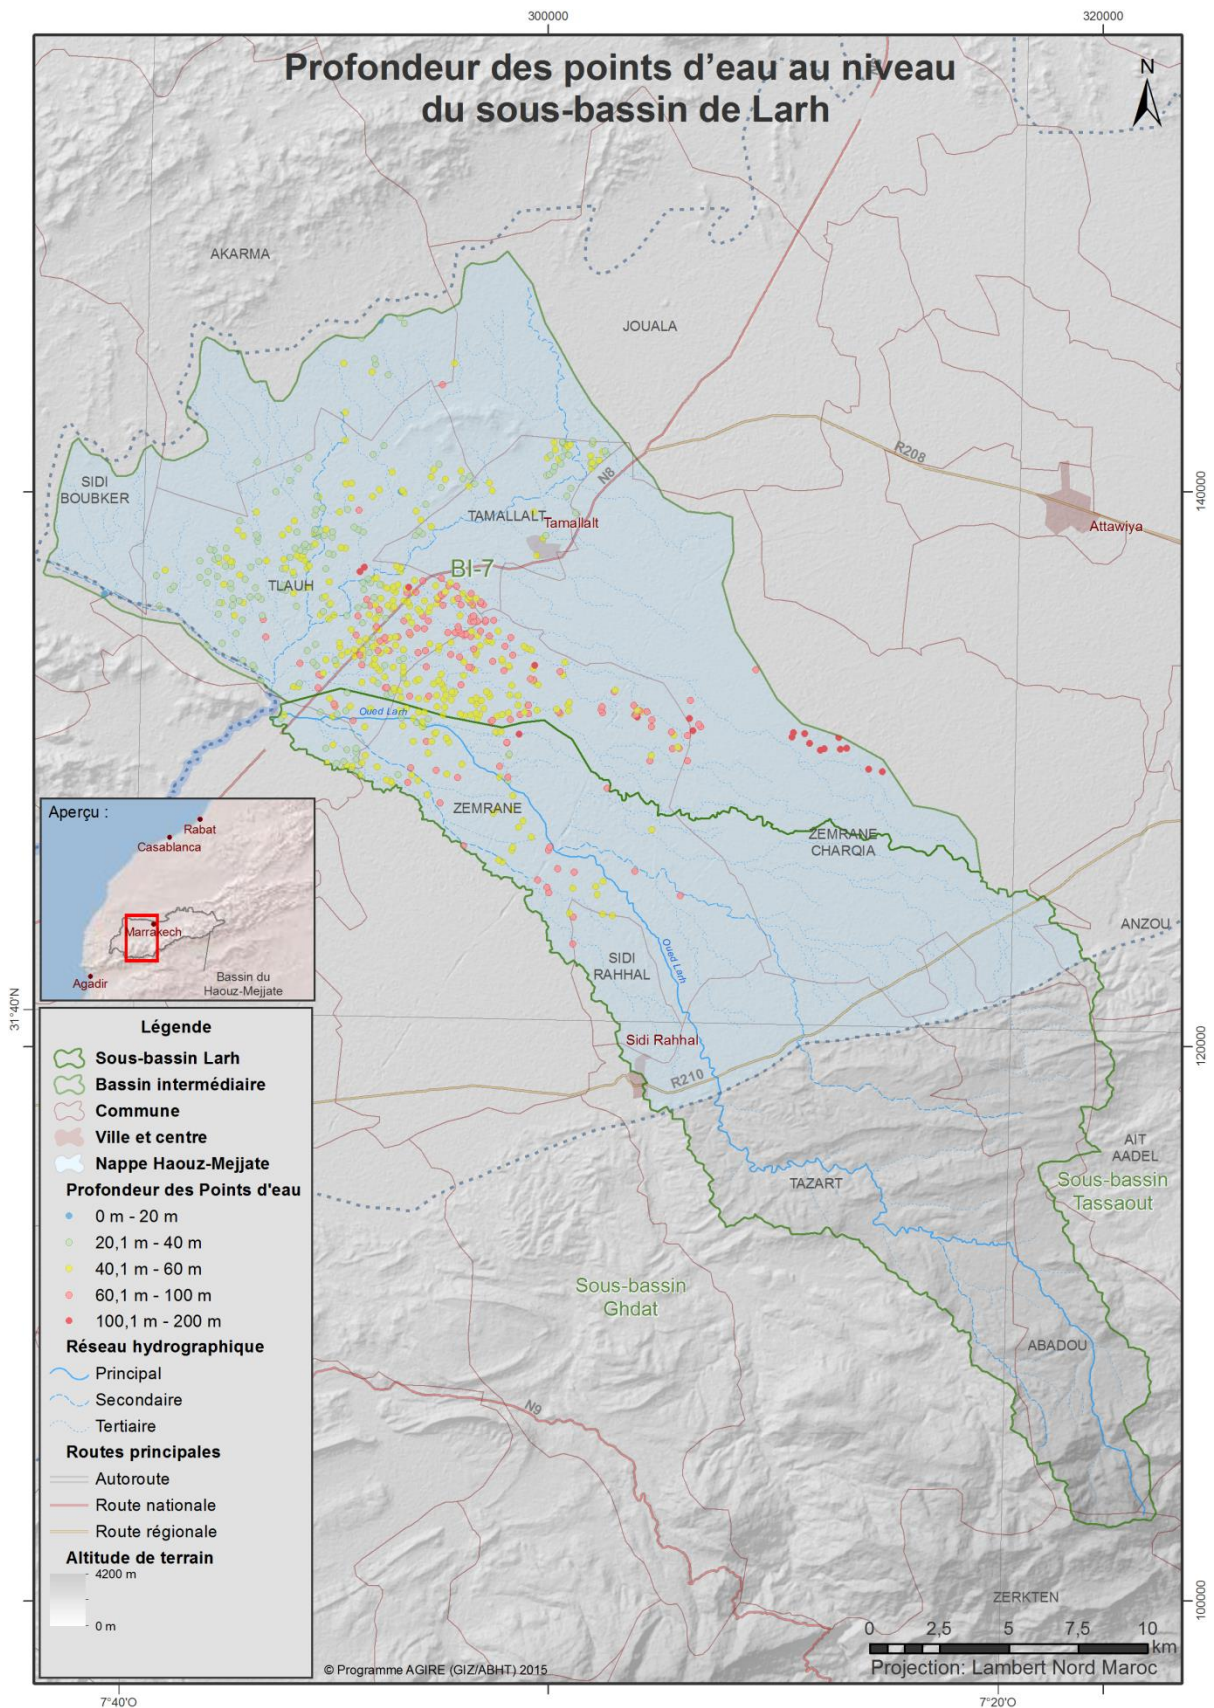 300000
320000
Profondeur des points d'eau au niveau
du sous-bassin de Larh
N
N8
AKARMA
JOUALA
R208
SIDI
BOUBKER
N8
140000
TAMALLALT
Tamallalt
Attawiya
BI-7
TLAUH
Oued Larh
Aperçu :
ZEMRANE
Rabat
Casablanca
ZEMRANE
CHARQIA
Marrakech
ANZOU
Oued Larh
SIDI
RAHHAL
Bassin du
Haouz-Mejjate
Agadir
31°40'N
Légende
Sidi Rahhal
120000
Sous-bassin Larh
Bassin intermédiaire
R210
Commune
Ville et centre
AIT
AADEL
Nappe Haouz-Mejjate
TAZART
Sous-bassin
Tassaout
Profondeur des Points d'eau
0 m - 20 m
20,1 m - 40 m
40,1 m - 60 m
60,1 m - 100 m
100,1 m - 200 m
Sous-bassin
Ghdat
Réseau hydrographique
ABADOU
Principal
Secondaire
N9
Tertiaire
Routes principales
Autoroute
Route nationale
Route régionale
Altitude de terrain
4200 m
0 m
ZERKTEN
100000
0 2,5 5 7,5 10
km
Projection: Lambert Nord Maroc
© Programme AGIRE (GIZ/ABHT) 2015
7°40'O
7°20'O